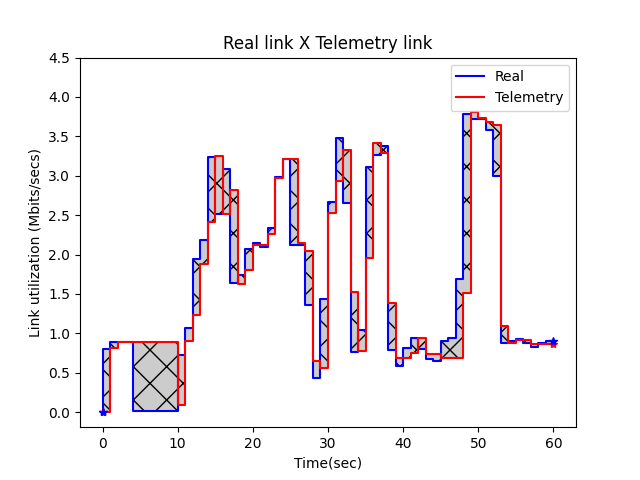 Real link X Telemetry link
Real
Telemetry
Link utilization (Mbits/secs)
4.5
4.0
3.5
3.0
2.5
2.0
1.5
1.0
0.5
0.0
0 10 20 30 40 50 60
Time(sec)